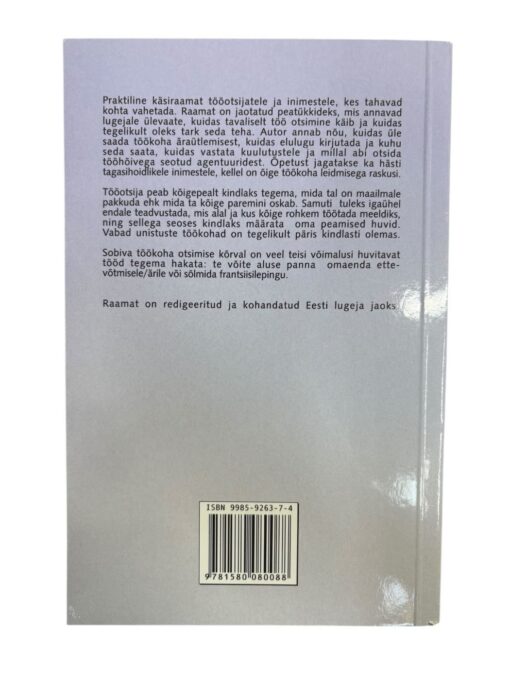 Praktiline käsiraamat tööotsijatele ja inimestele, kes tahavad
kohta vahetada. Raamat on jaotatud peatükkideks, mis annavad
lugejale ülevaate, kuidas tavaliselt töö otsimine käib ja kuidas
tegelikult oleks tark seda teha. Autor annab nõu, kuidas üle
saada töökoha äraütlemisest, kuidas elulugu kirjutada ja kuhu
seda saata, kuidas vastata kuulutustele ja millal abi otsida
tööhõivega seotud agentuuridest. Õpetust jagatakse ka hästi
tagasihoidlikele inimestele, kellel on õige töökoha leidmisega raskusi.
Tööotsija peab kõigepealt kindlaks tegema, mida tal on maailmale
pakkuda ehk mida ta kõige paremini oskab. Samuti tuleks igaühel
endale teadvustada, mis alal ja kus kõige rohkem töötada meeldiks,
ning sellega seoses kindlaks määrata oma peamised huvid.
Vabad unistuste töökohad on tegelikult päris kindlasti olemas.
Sobiva töökoha otsimise kõrval on veel teisi võimalusi huvitavat
tööd tegema hakata: te võite aluse panna omaenda ette-
võtmisele/ärile või sõlmida frantsiisilepingu.
Raamat on redigeeritud ja kohandatud Eesti lugeja jaoks
ISBN 9985-9263-7-4
9781580080088